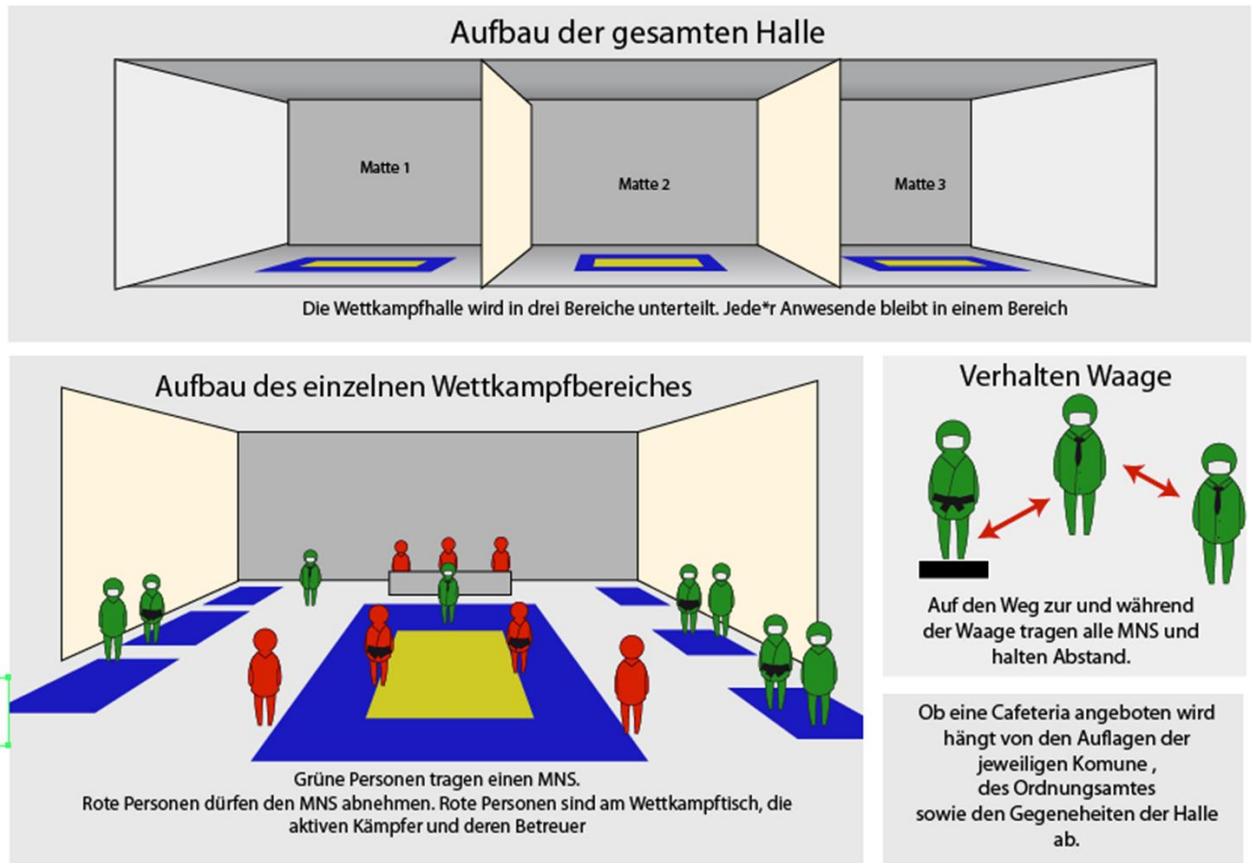 Aufbau der gesamten Halle
Matte 1
Matte 2
Matte 3
Die Wettkampfhalle wird in drei Bereiche unterteilt. Jede*r Anwesende bleibt in einem Bereich
Aufbau des einzelnen Wettkampfbereiches
Grüne Personen tragen einen MNS.
Rote Personen dürfen den MNS abnehmen. Rote Personen sind am Wettkampftisch, die
aktiven Kämpfer und deren Betreuer
Verhalten Waage
Auf den Weg zur und während
der Waage tragen alle MNS und
halten Abstand.
Ob eine Cafeteria angeboten wird
hängt von den Auflagen der
jeweiligen Komune ,
des Ordnungsamtes
sowie den Gegeneheiten der Halle
ab.